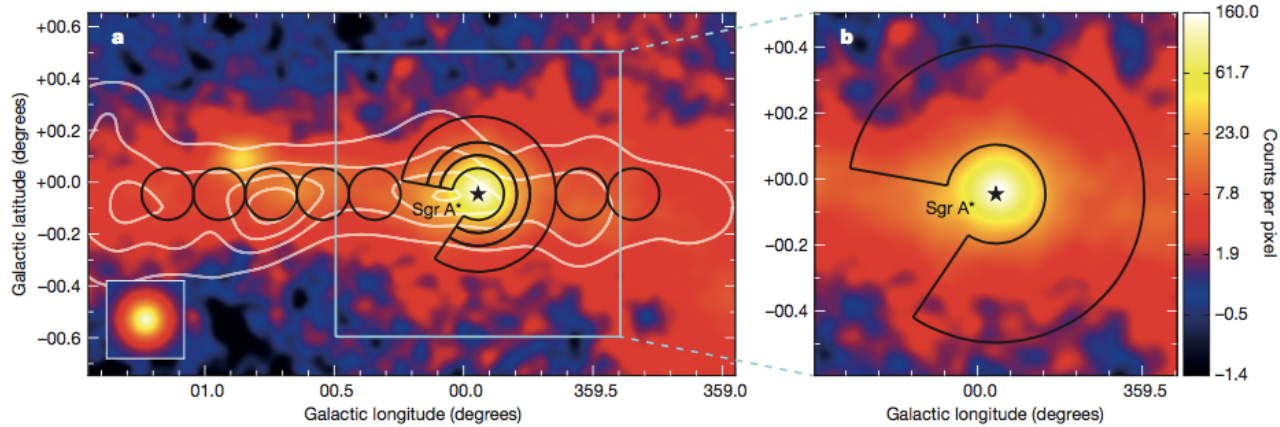 a
Galactic latitude (degrees)
+00.6
+00.4
+00.2
+00.0
−00.2
−00.4
−00.6
Sgr A*
01.0 00.5 00.0 359.5 359.0
Galactic longitude (degrees)
b
+00.4
+00.2
+00.0
−00.2
−00.4
Sgr A*
00.0 359.5
Galactic longitude (degrees)
160.0
61.7
23.0
7.8
1.9
−0.5
−1.4
Counts per pixel